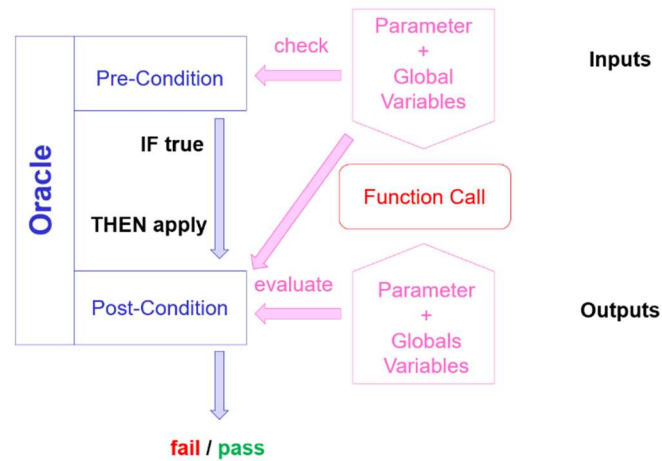 Oracle
Pre-Condition
check
Parameter
+
Global
Variables
Inputs
IF true
THEN apply
Function Call
Post-Condition
evaluate
Parameter
+
Globals
Variables
Outputs
fail / pass